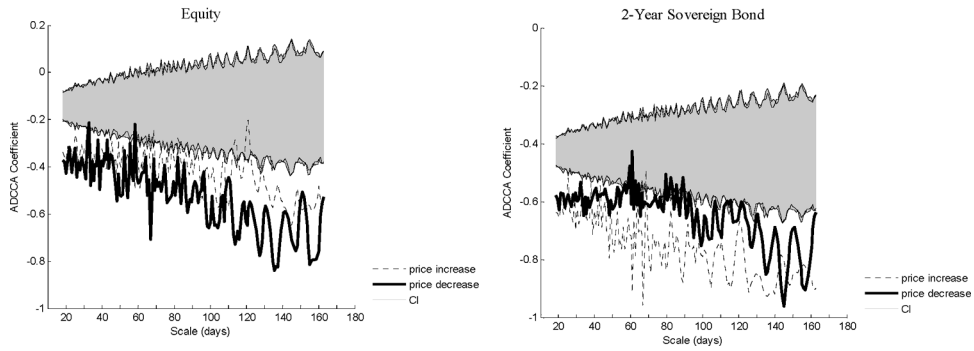 Equity
0.2
0
-0.2
-0.4
-0.6
-0.8
-1
ADCCA Coefficient
20 40 60 80 100 120 140 160 180
Scale (days)
price increase
price decrease
CI
2-Year Sovereign Bond
0
-0.2
-0.4
-0.6
-0.8
-1
ADCCA Coefficient
20 40 60 80 100 120 140 160 180
Scale (days)
price increase
price decrease
CI